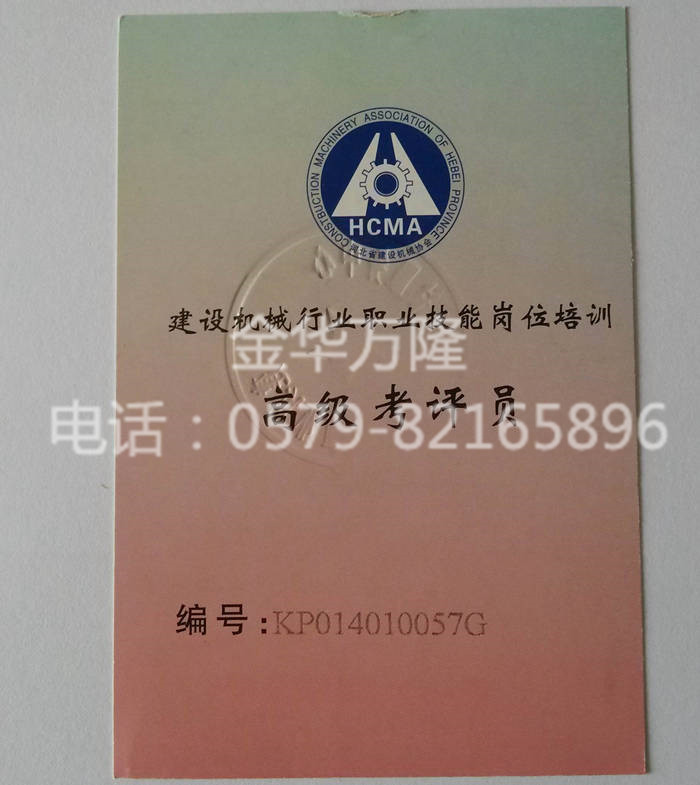 CONSTRUCTION MACHINERY ASSOCIATION OF HEBEI PROVINCE
HCMA
河北省建设机械协会
建设机械行业职业技能岗位培训
金华万隆
高级考评员
电话：0579-82165896
编号:KP014010057G